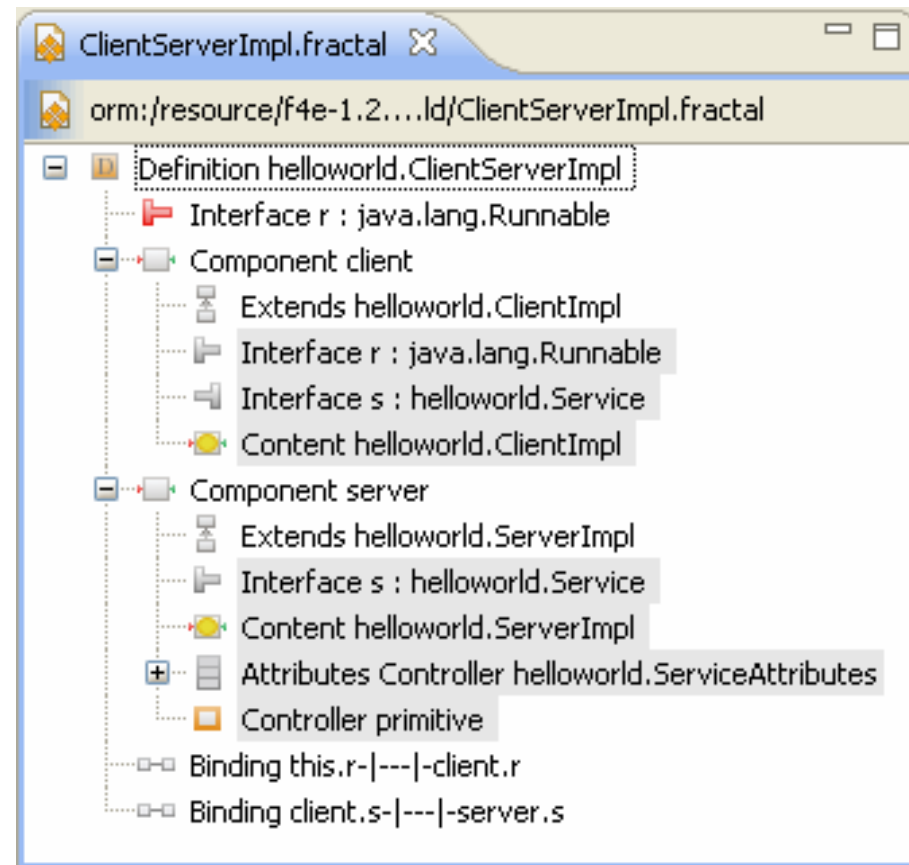 ClientServerImpl.fractal
orm:/resource/f4e-1.2....ld/ClientServerImpl.fractal
D Definition helloworld.ClientServerImpl
Interface r : java.lang.Runnable
Component client
Extends helloworld.ClientImpl
Interface r : java.lang.Runnable
Interface s : helloworld.Service
Content helloworld.ClientImpl
Component server
Extends helloworld.ServerImpl
Interface s : helloworld.Service
Content helloworld.ServerImpl
Attributes Controller helloworld.ServiceAttributes
Controller primitive
Binding this.r-|---|-client.r
Binding client.s-|---|-server.s